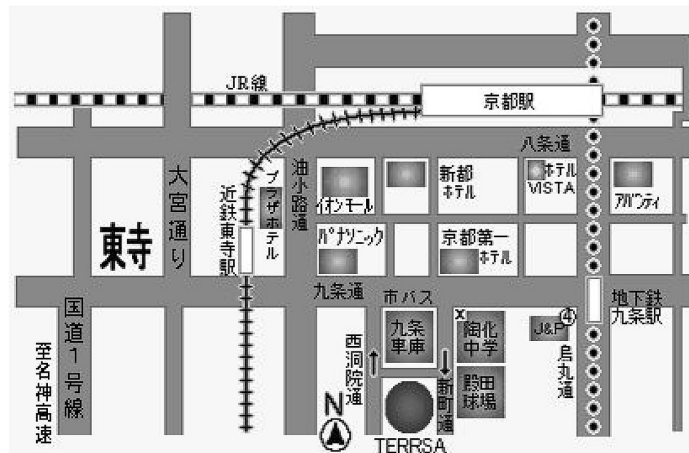 JR線
京都駅
八条通
大宮通り
近鉄東寺駅
プラザホテル
油小路通
イオンモール
新都
ホテル
ホテル
VISTA
アバンティ
東寺
パナソニック
京都第一
ホテル
九条通
市バス
地下鉄
九条駅
国道1号線
至名神高速
西洞院通
九条
車庫
x
陶化
中学
J&P
④
烏丸通
新町通
殿田
球場
N
TERRSA